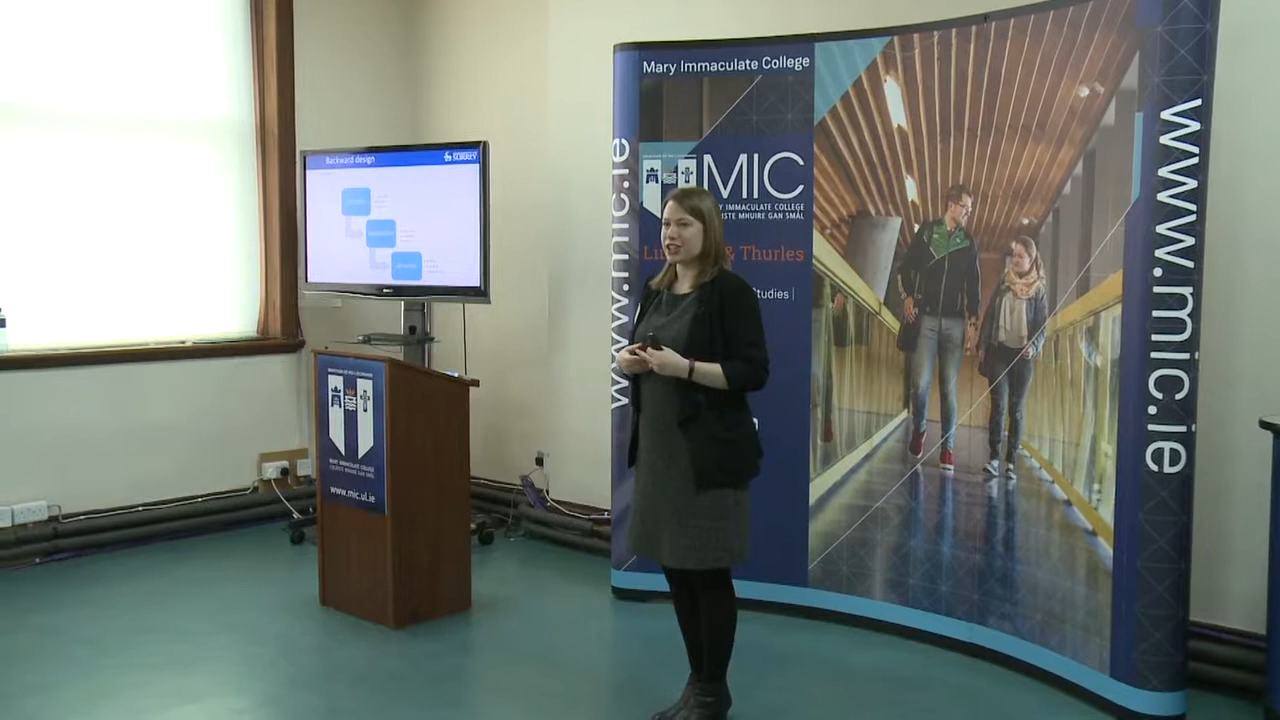 Backward design
SURREY
Mary Immaculate College
MIC
MARY IMMACULATE COLLEGE
COLÁISTE MHUIRE GAN SMÁL
& Thurles
Studies |
www.mic.ie
www.mic.ie
MARY IMMACULATE COLLEGE
COLÁISTE MHUIRE GAN SMÁL
www.mic.ul.ie